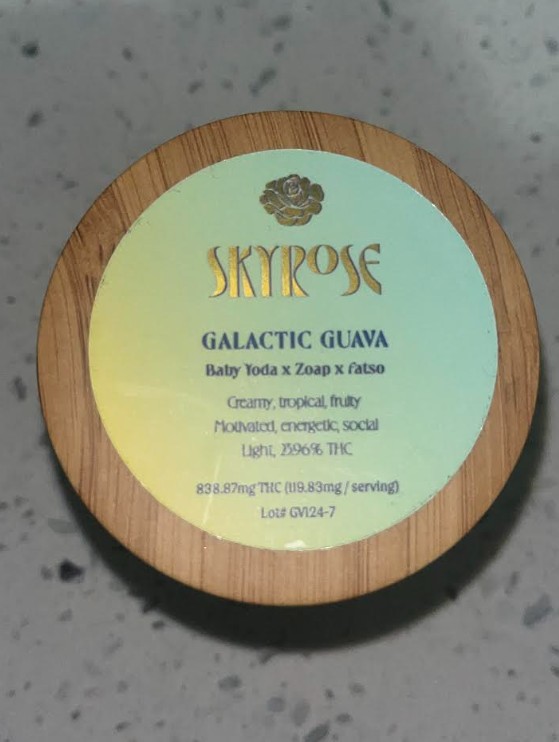 SKYROSE
GALACTIC GUAVA
Baby Yoda x Zoap x Fatso
Creamy, tropical, fruity
Motivated, energetic, social
Light, 23.96% THC
838.87mg THC (119.83mg / serving)
Lot# GV124-7